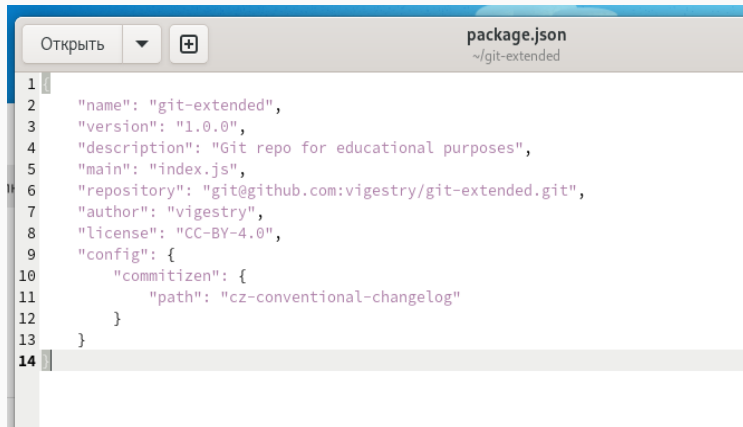 Открыть
package.json
~/git-extended
1 {
2 "name": "git-extended",
3 "version": "1.0.0",
4 "description": "Git repo for educational purposes",
5 "main": "index.js",
6 "repository": "git@github.com:vigestry/git-extended.git",
7 "author": "vigestry",
8 "license": "CC-BY-4.0",
9 "config": {
10 "commitizen": {
11 "path": "cz-conventional-changelog"
12 }
13 }
14 }